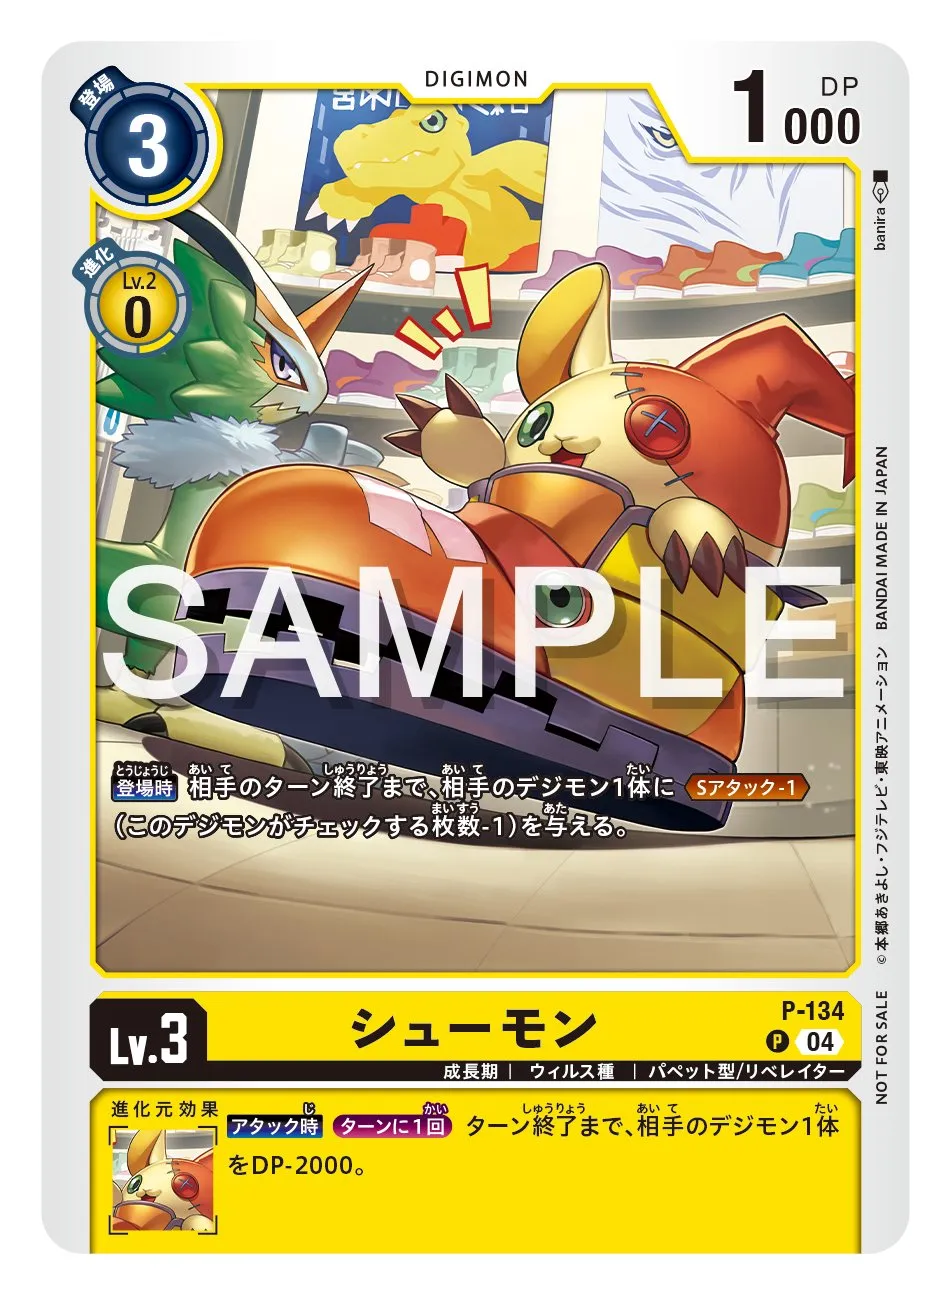 DIGIMON
登場
3
1000
DP
進化
Lv.2
0
banira
SAMPLE
登場時 相手のターン終了まで、相手のデジモン1体に Sアタック-1
(このデジモンがチェックする枚数-1)を与える。
©本郷あきよし・フジテレビ・東映アニメーション BANDAI MADE IN JAPAN
NOT FOR SALE
Lv.3
シューモン
P-134
P 04
成長期 | ウィルス種 | パペット型/リベレイター
進化元効果
アタック時 ターンに1回 ターン終了まで、相手のデジモン1体
をDP-2000。